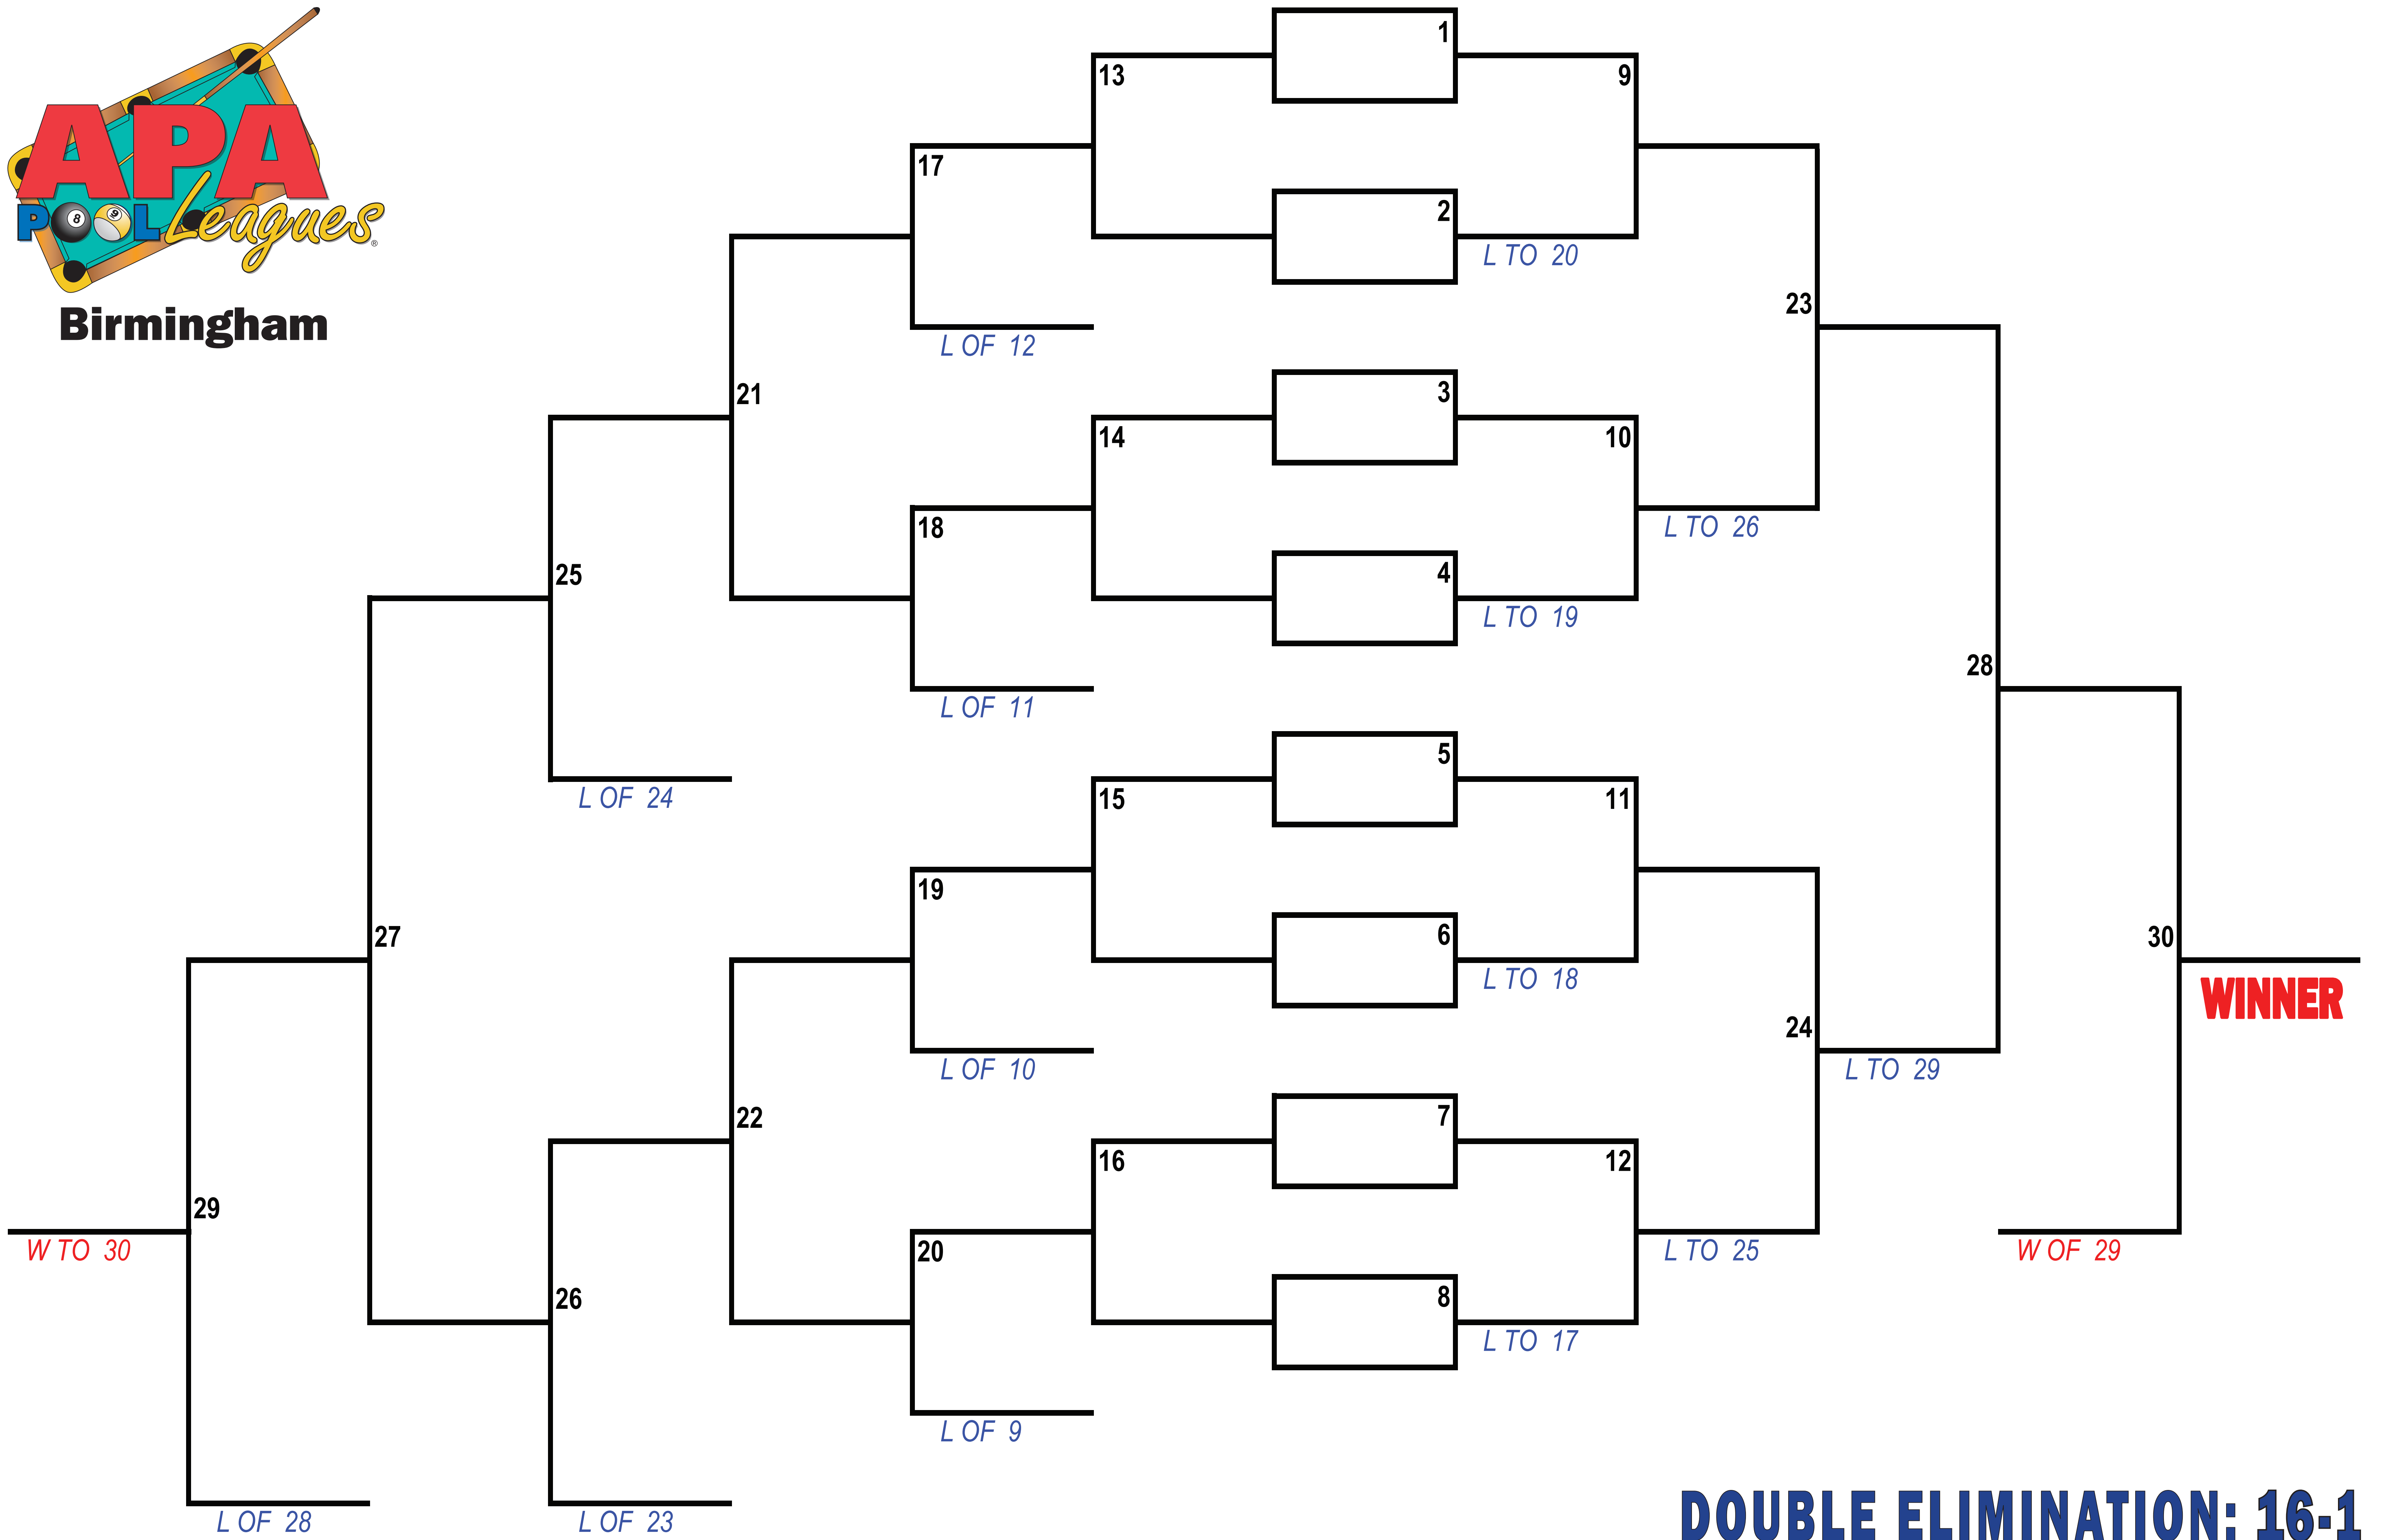 1
13
9
APA
17
2
POOL Leagues®
8
9
L TO 20
23
Birmingham
L OF 12
3
21
14
10
18
L TO 26
25
4
L TO 19
28
L OF 11
5
L OF 24
15
11
19
27
6
30
L TO 18
WINNER
24
L OF 10
L TO 29
22
7
16
12
29
W TO 30
20
L TO 25
W OF 29
26
8
L TO 17
L OF 9
L OF 28
L OF 23
DOUBLE ELIMINATION: 16-1